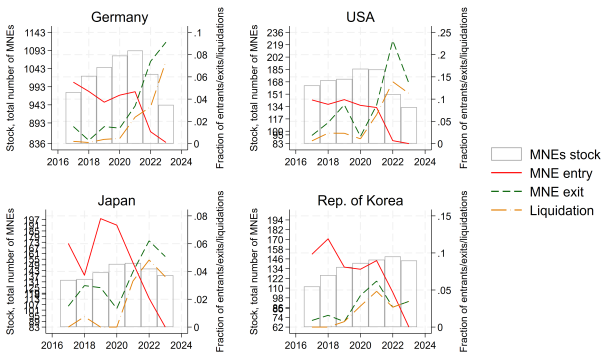 Germany
Stock, total number of MNEs
1143
1093
1043
993
943
893
836
.1
.08
.06
.04
.02
0
Fraction of entrants/exits/liquidations
2016 2018 2020 2022 2024
USA
Stock, total number of MNEs
236
219
202
185
168
151
134
117
83
.25
.2
.15
.1
.05
0
Fraction of entrants/exits/liquidations
2016 2018 2020 2022 2024
MNEs stock
MNE entry
MNE exit
Liquidation
Japan
Stock, total number of MNEs
197
83
.08
.06
.04
.02
0
Fraction of entrants/exits/liquidations
2016 2018 2020 2022 2024
Rep. of Korea
Stock, total number of MNEs
194
182
170
158
146
134
122
110
98
74
62
.15
.1
.05
0
Fraction of entrants/exits/liquidations
2016 2018 2020 2022 2024